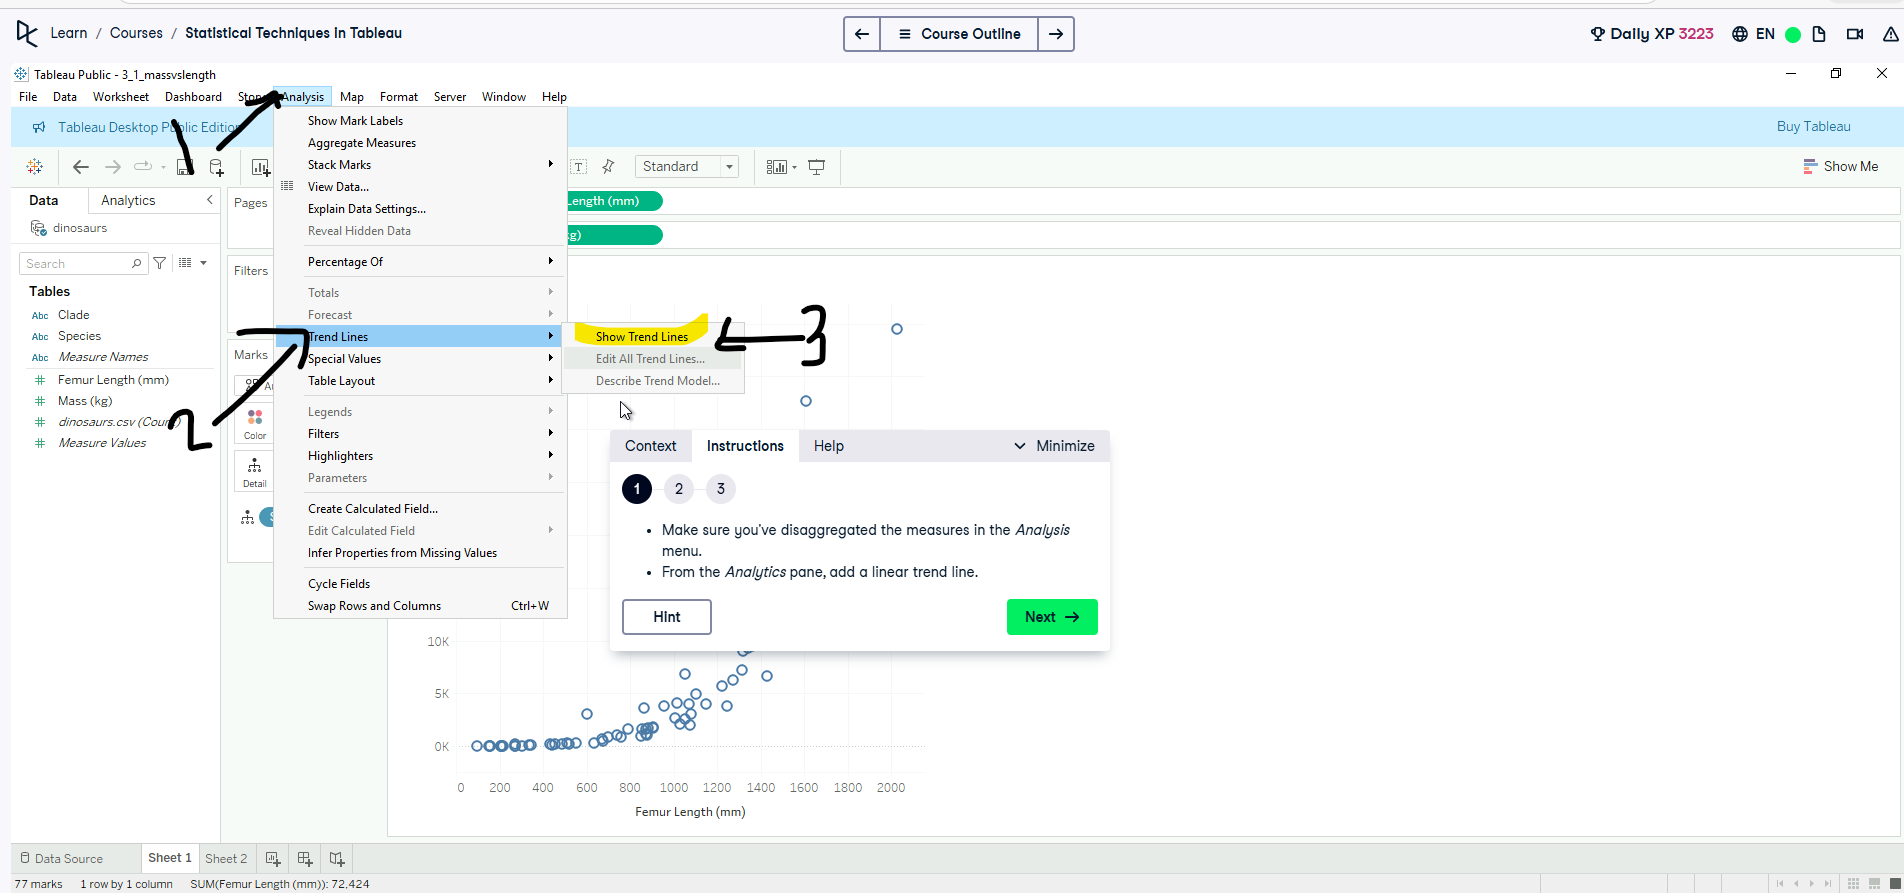 Learn / Courses / Statistical Techniques in Tableau
Course Outline
Daily XP 3223
EN
Tableau Public - 3_1_massvslength
File Data Worksheet Dashboard Analysis Map Format Server Window Help
1
Tableau Desktop Public Edition
Buy Tableau
Standard
Show Me
Data Analytics
dinosaurs
Search
Tables
Abc Clade
Abc Species
Abc Measure Names
Femur Length (mm)
Mass (kg)
dinosaurs.csv (Count)
Measure Values
Pages
Filters
Marks
Color
Detail
Show Mark Labels
Aggregate Measures
Stack Marks
View Data...
Explain Data Settings...
Reveal Hidden Data
Percentage Of
Totals
Forecast
Trend Lines
Special Values
Table Layout
Legends
Filters
Highlighters
Parameters
Create Calculated Field...
Edit Calculated Field
Infer Properties from Missing Values
Cycle Fields
Swap Rows and Columns Ctrl+W
2
Show Trend Lines
Edit All Trend Lines...
Describe Trend Model...
3
Length (mm)
kg)
Context Instructions Help Minimize
1 2 3
• Make sure you've disaggregated the measures in the Analysis
menu.
• From the Analytics pane, add a linear trend line.
Hint
Next
10K
5K
0K
0 200 400 600 800 1000 1200 1400 1600 1800 2000
Femur Length (mm)
Data Source Sheet 1 Sheet 2
77 marks 1 row by 1 column SUM(Femur Length (mm)): 72,424